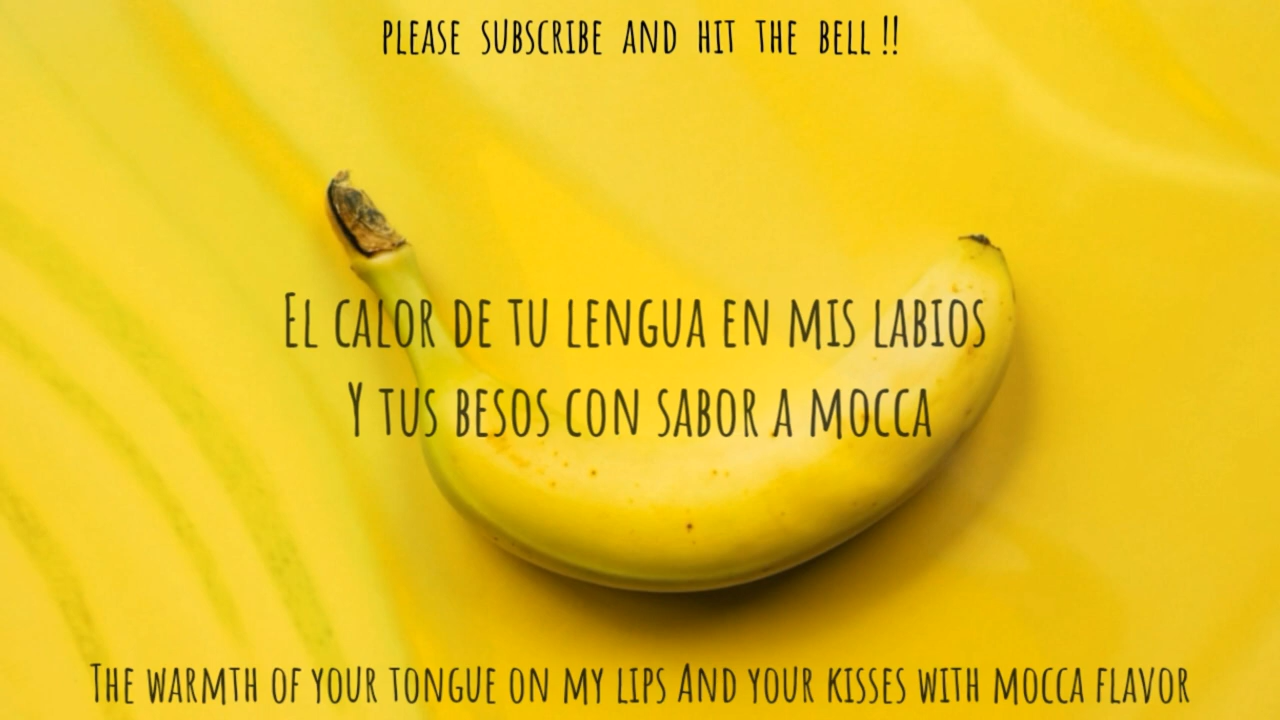 PLEASE SUBSCRIBE AND HIT THE BELL !!
EL CALOR DE TU LENGUA EN MIS LABIOS
Y TUS BESOS CON SABOR A MOCCA
THE WARMTH OF YOUR TONGUE ON MY LIPS AND YOUR KISSES WITH MOCCA FLAVOR